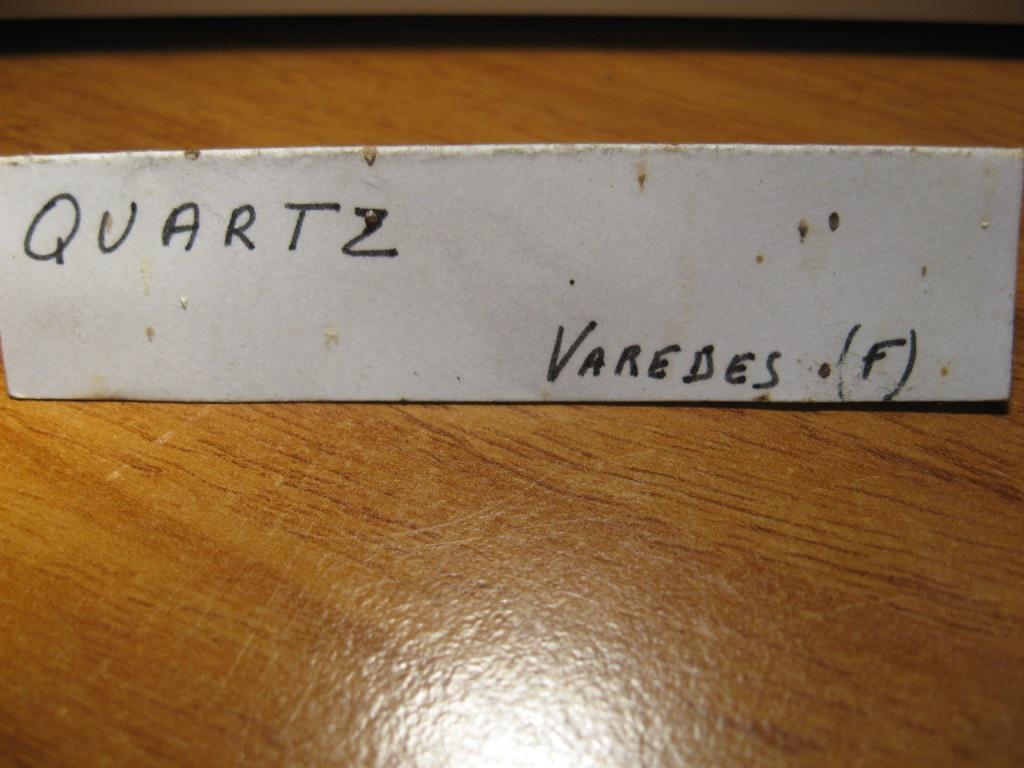 QUARTZ
VAREDES . (F)